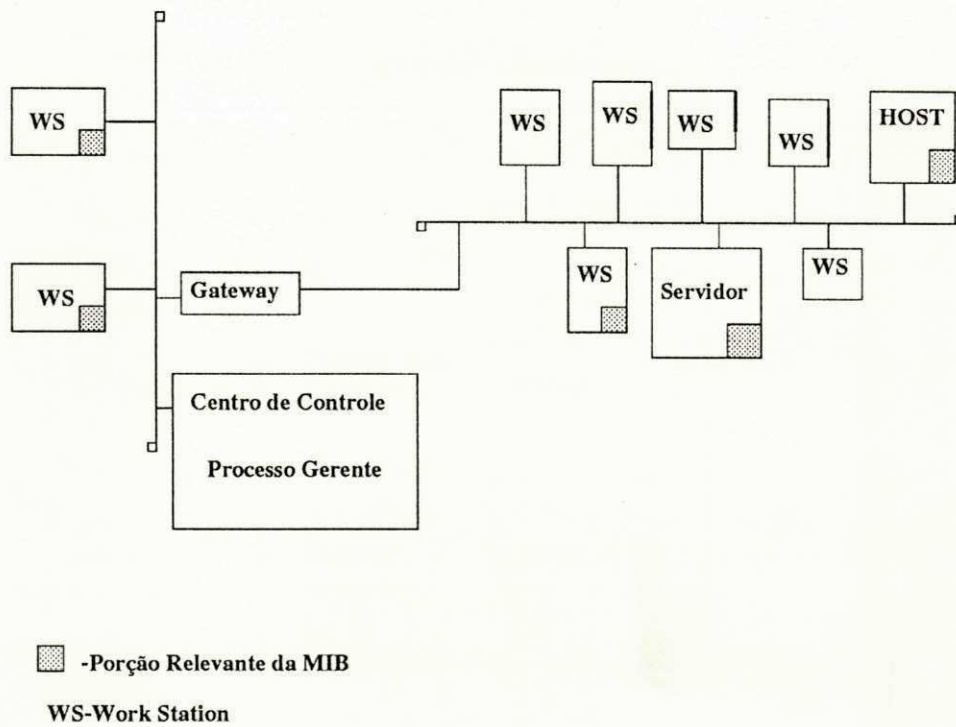 WS
WS
WS
WS
WS
WS
HOST
WS
Gateway
WS
Servidor
WS
Centro de Controle
Processo Gerente
-Porção Relevante da MIB
WS-Work Station